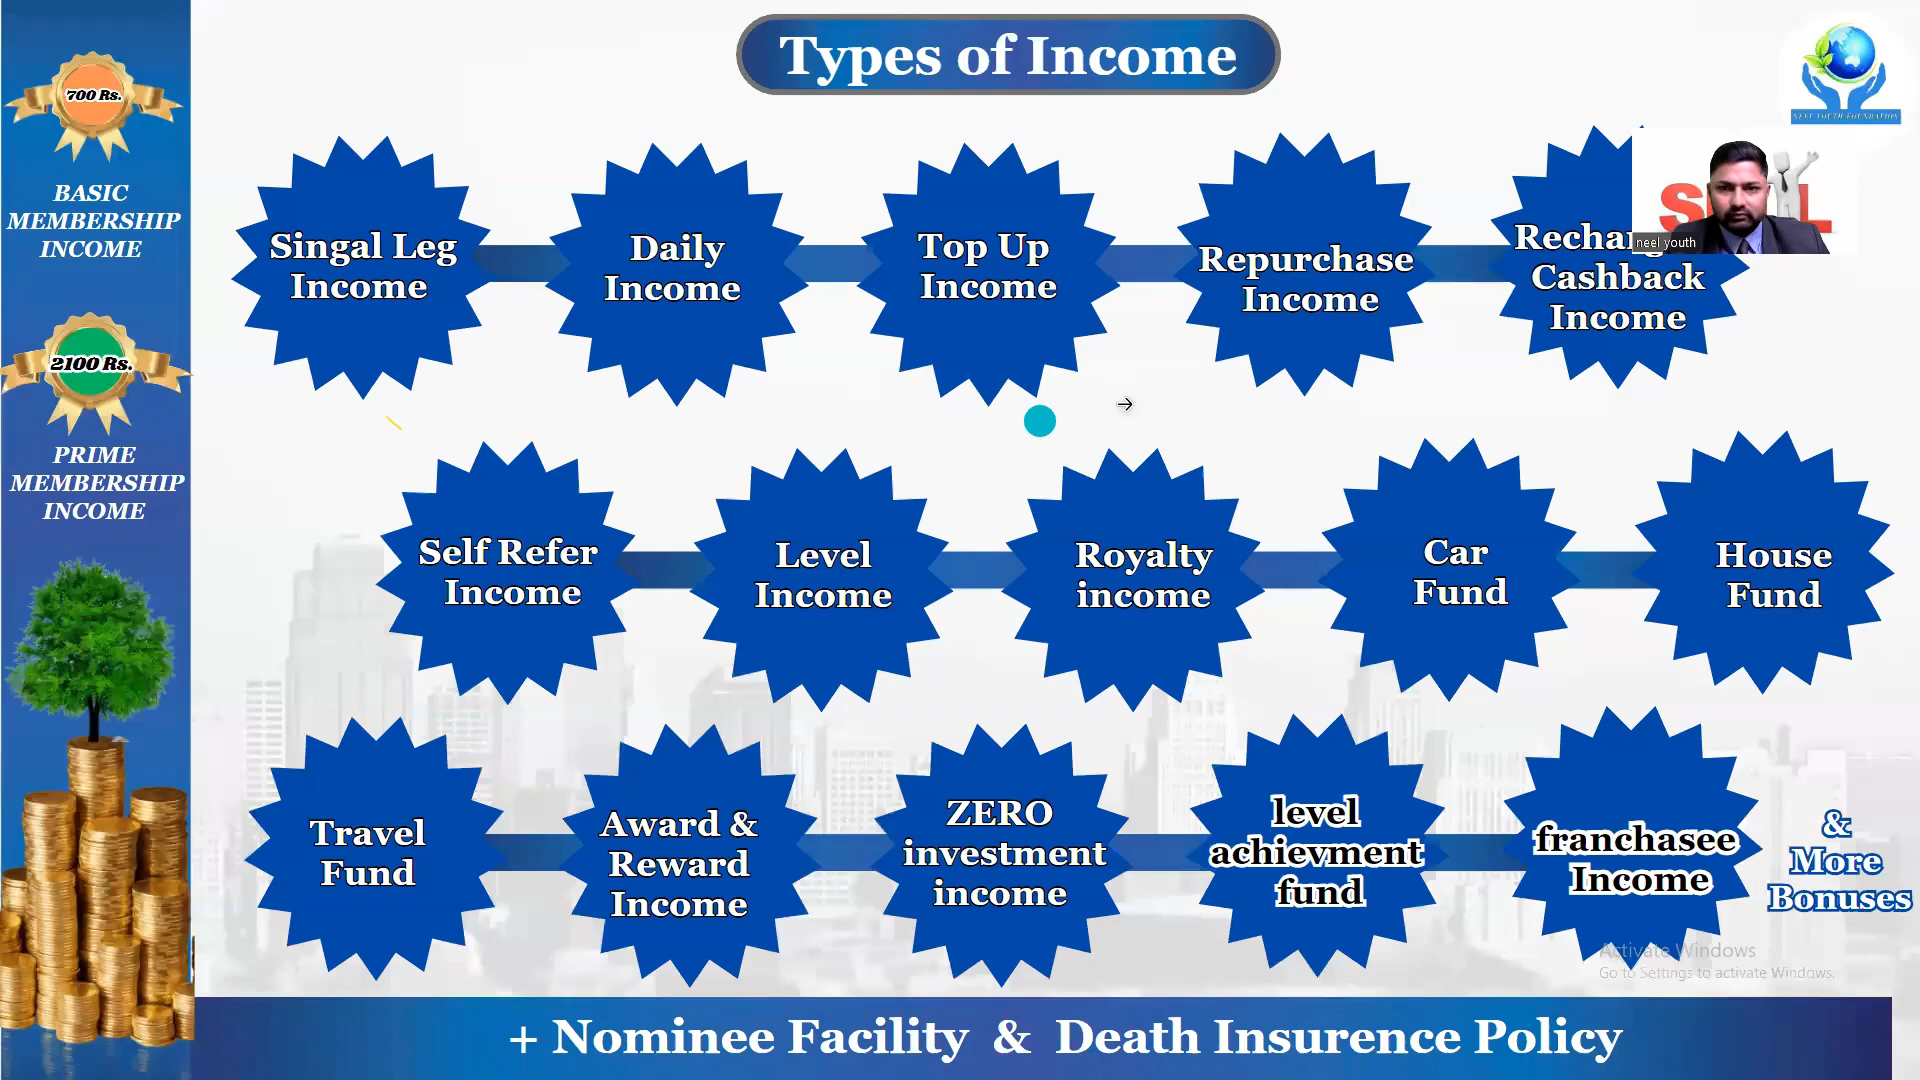 Types of Income
NEEL YOUTH FOUNDATION
700 Rs.
BASIC
MEMBERSHIP
INCOME
2100 Rs.
PRIME
MEMBERSHIP
INCOME
Singal Leg
Income
Daily
Income
Top Up
Income
Repurchase
Income
Cashback
Income
neel youth
Self Refer
Income
Level
Income
Royalty
income
Car
Fund
House
Fund
Travel
Fund
Award &
Reward
Income
ZERO
investment
income
level
achievment
fund
franchasee
Income
&
More
Bonuses
Activate Windows
Go to Settings to activate Windows.
+ Nominee Facility & Death Insurence Policy